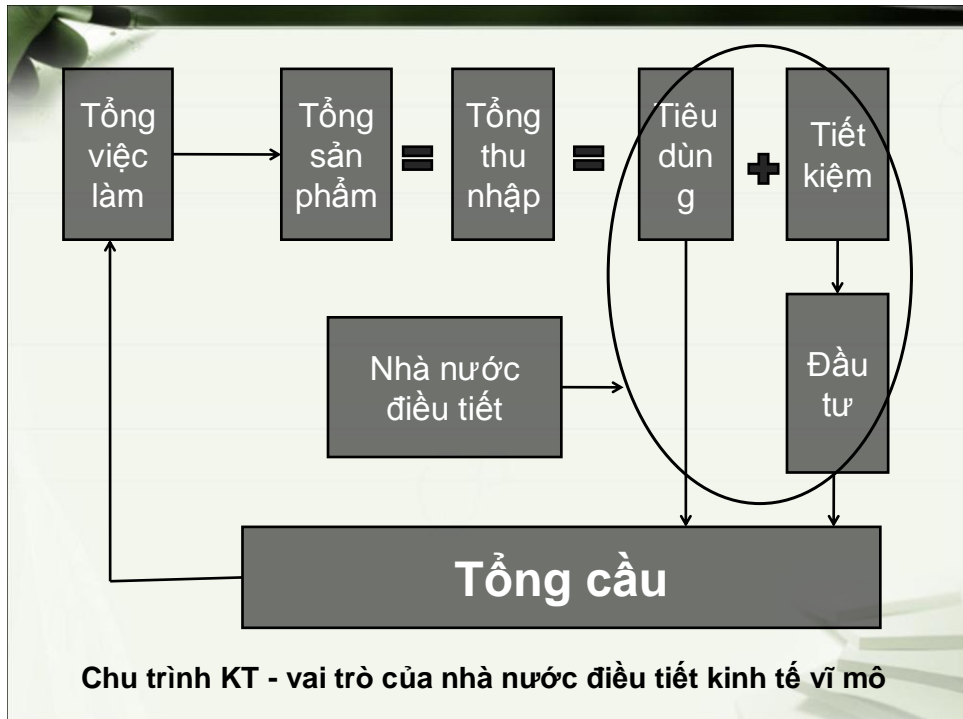 Tổng
việc
làm
Tổng
sản
phẩm
=
Tổng
thu
nhập
=
Tiêu
dùn
g
+
Tiết
kiệm
Nhà nước
điều tiết
Đầu
tư
Tổng cầu
Chu trình KT - vai trò của nhà nước điều tiết kinh tế vĩ mô